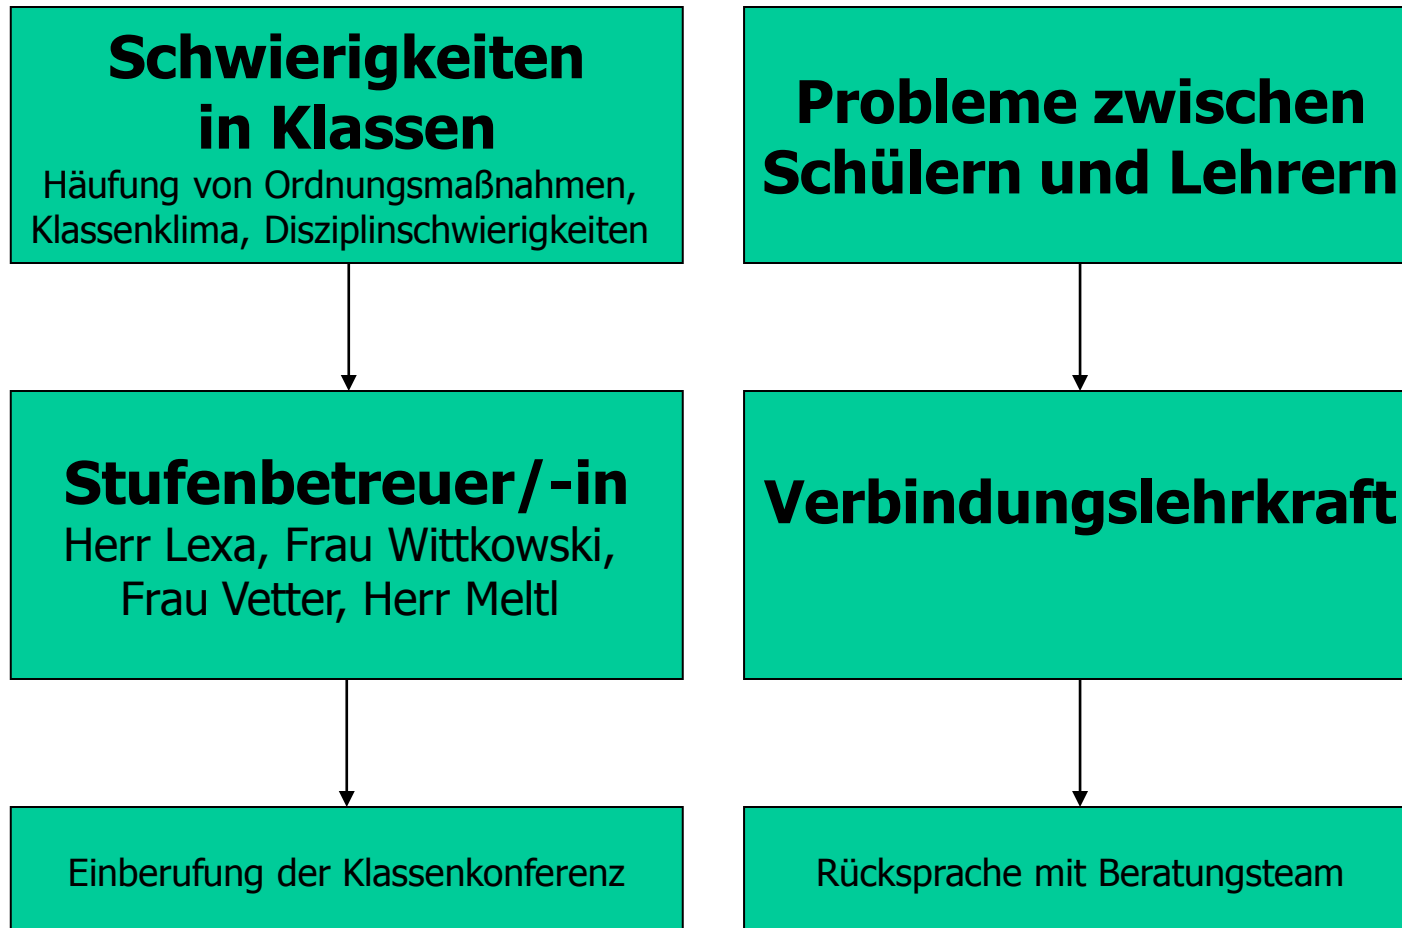 Schwierigkeiten
in Klassen
Häufung von Ordnungsmaßnahmen,
Klassenklima, Disziplinschwierigkeiten
Probleme zwischen
Schülern und Lehrern
Stufenbetreuer/-in
Herr Lexa, Frau Wittkowski,
Frau Vetter, Herr Meltl
Verbindungslehrkraft
Einberufung der Klassenkonferenz
Rücksprache mit Beratungsteam